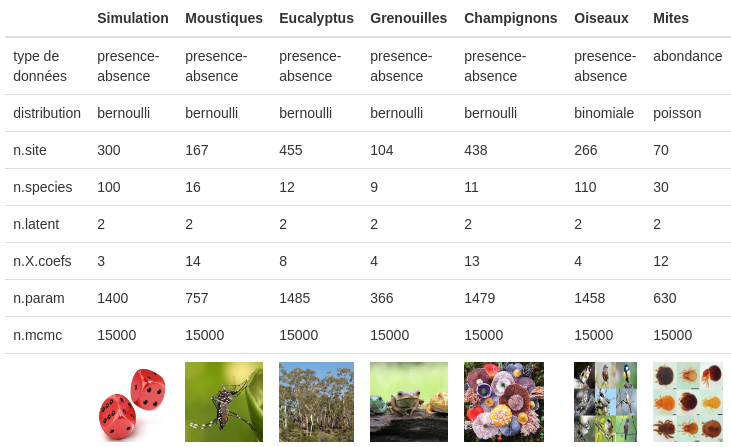 Simulation Moustiques Eucalyptus Grenouilles Champignons Oiseaux Mites
type de données presence-absence presence-absence presence-absence presence-absence presence-absence presence-absence abondance
distribution bernoulli bernoulli bernoulli bernoulli bernoulli binomiale poisson
n.site 300 167 455 104 438 266 70
n.species 100 16 12 9 11 110 30
n.latent 2 2 2 2 2 2 2
n.X.coefs 3 14 8 4 13 4 12
n.param 1400 757 1485 366 1479 1458 630
n.mcmc 15000 15000 15000 15000 15000 15000 15000